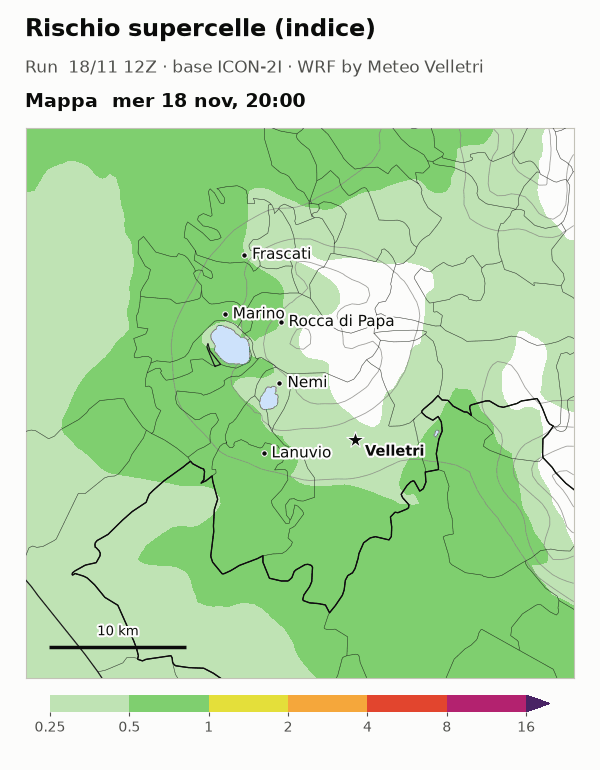 Rischio supercelle (indice)
Run  18/11 12Z · base ICON-2I · WRF by Meteo Velletri
Mappa  mer 18 nov, 20:00
Frascati
Marino
Rocca di Papa
Nemi
Velletri
Lanuvio
10 km
0.25 0.5 1 2 4 8 16